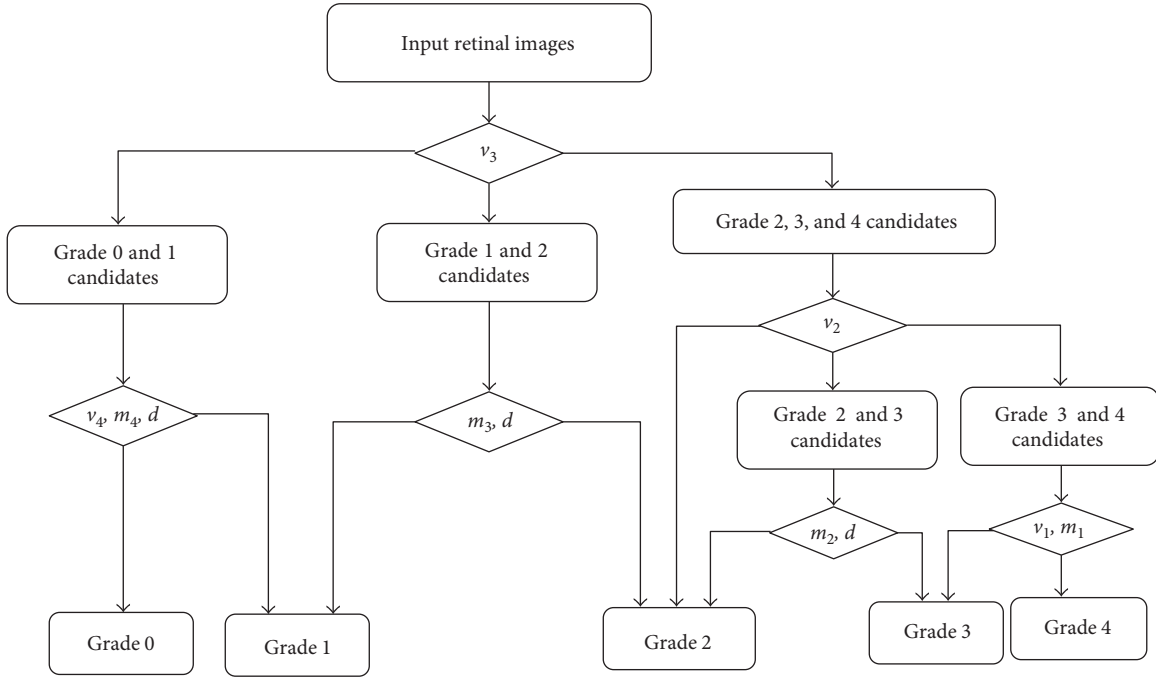 Input retinal images
v₃
Grade 0 and 1
candidates
Grade 1 and 2
candidates
Grade 2, 3, and 4 candidates
v₂
v₄, m₄, d
m₃, d
Grade 2 and 3
candidates
Grade 3 and 4
candidates
m₂, d
v₁, m₁
Grade 0
Grade 1
Grade 2
Grade 3
Grade 4